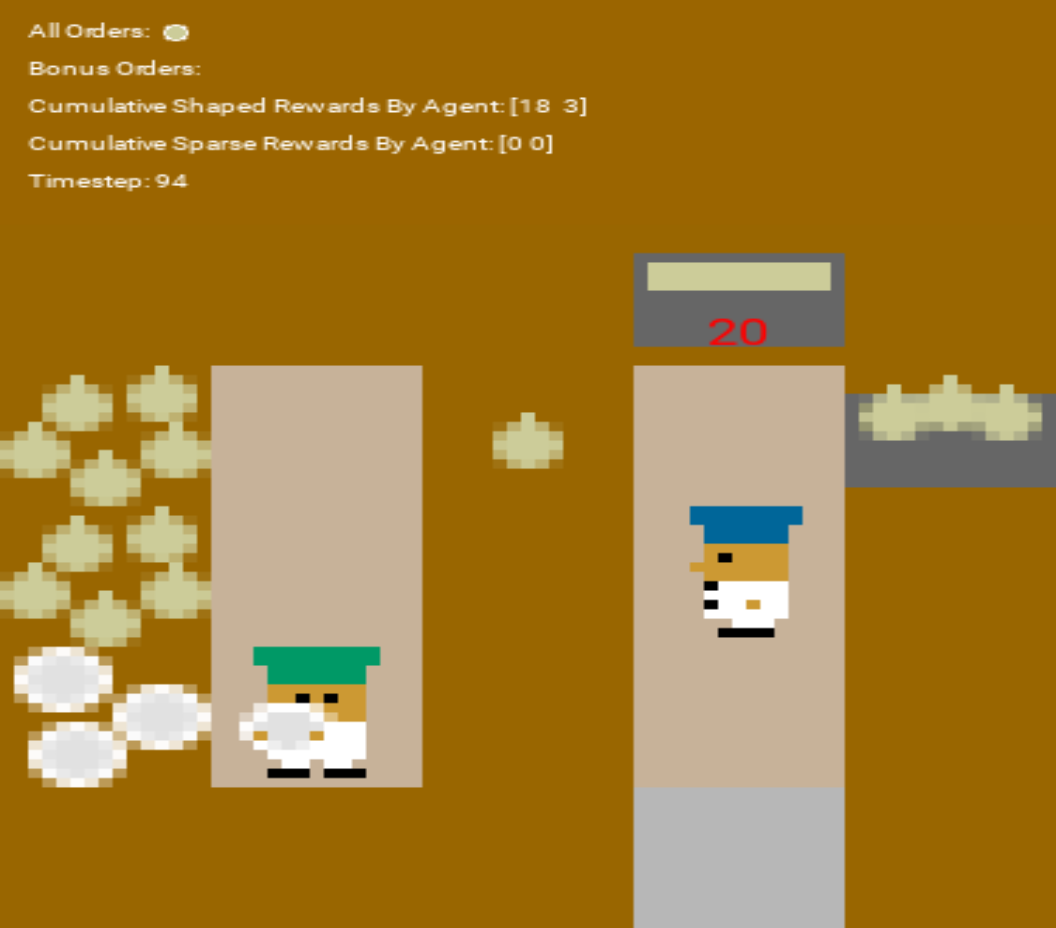 All Orders:
Bonus Orders:
Cumulative Shaped Rewards By Agent: [18 3]
Cumulative Sparse Rewards By Agent: [0 0]
Timestep: 94
20